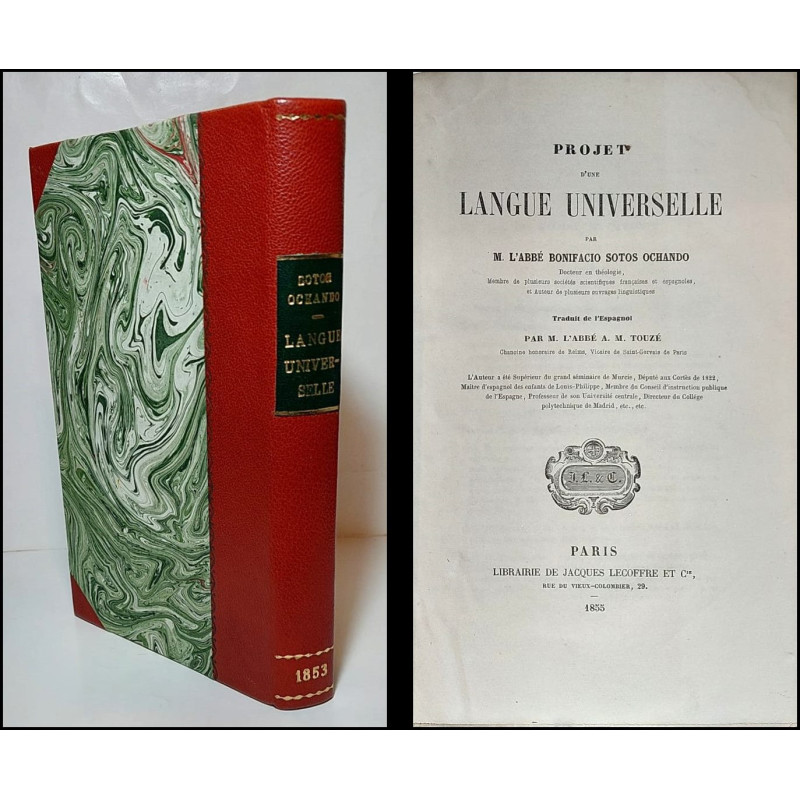 SOTOS
OCHANDO
LANGUE
UNIVER-
SELLE
1853
PROJET
D'UNE
LANGUE UNIVERSELLE
PAR
M. L'ABBÉ BONIFACIO SOTOS OCHANDO
Docteur en théologie,
Membre de plusieurs sociétés scientifiques françaises et espagnoles,
et Auteur de plusieurs ouvrages linguistiques
Traduit de l'Espagnol
PAR M. L'ABBÉ A. M. TOUZÉ
Chanoine honoraire de Reims, Vicaire de Saint-Gervais de Paris
L'Auteur a été Supérieur du grand séminaire de Murcie, Député aux Cortès de 1822,
Maître d'espagnol des enfants de Louis-Philippe, Membre du Conseil d'instruction publique
de l'Espagne, Professeur de son Université centrale, Directeur du Collége
polytechnique de Madrid, etc., etc.
J. L. & C.
PARIS
LIBRAIRIE DE JACQUES LECOFFRE ET Cie,
RUE DU VIEUX-COLOMBIER, 29.
1855